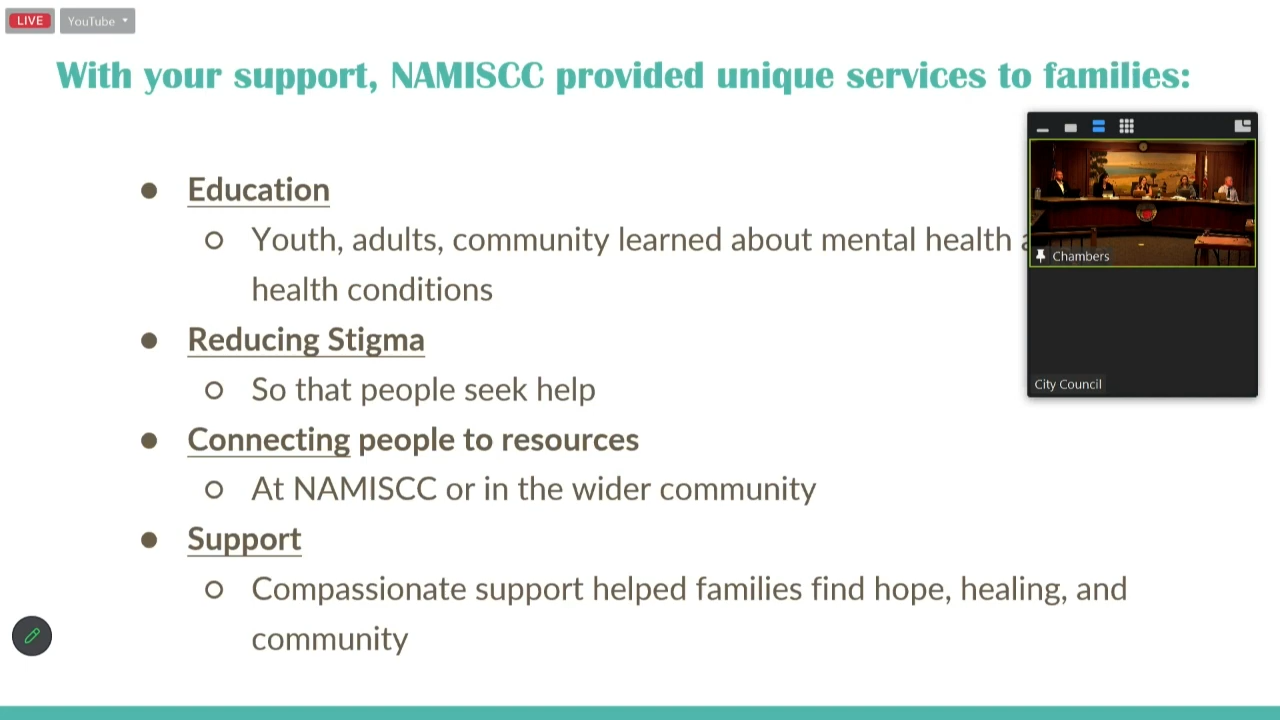 LIVE YouTube
With your support, NAMISCC provided unique services to families:
Education
Youth, adults, community learned about mental health
health conditions
Reducing Stigma
So that people seek help
Connecting people to resources
At NAMISCC or in the wider community
Support
Compassionate support helped families find hope, healing, and
community
Chambers
City Council